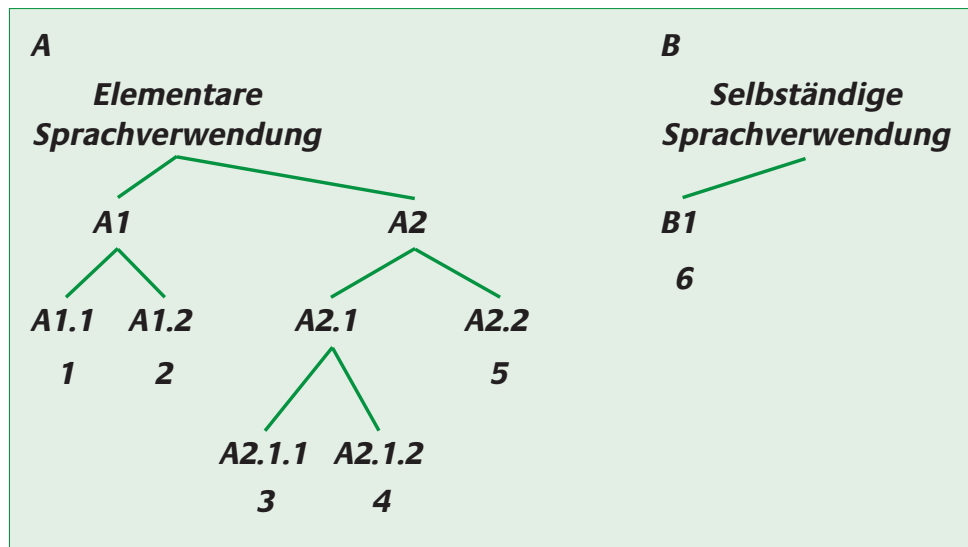 A
B
Elementare
Sprachverwendung
Selbständige
Sprachverwendung
A1
A2
B1
6
A1.1
A1.2
A2.1
A2.2
1
2
5
A2.1.1
A2.1.2
3
4